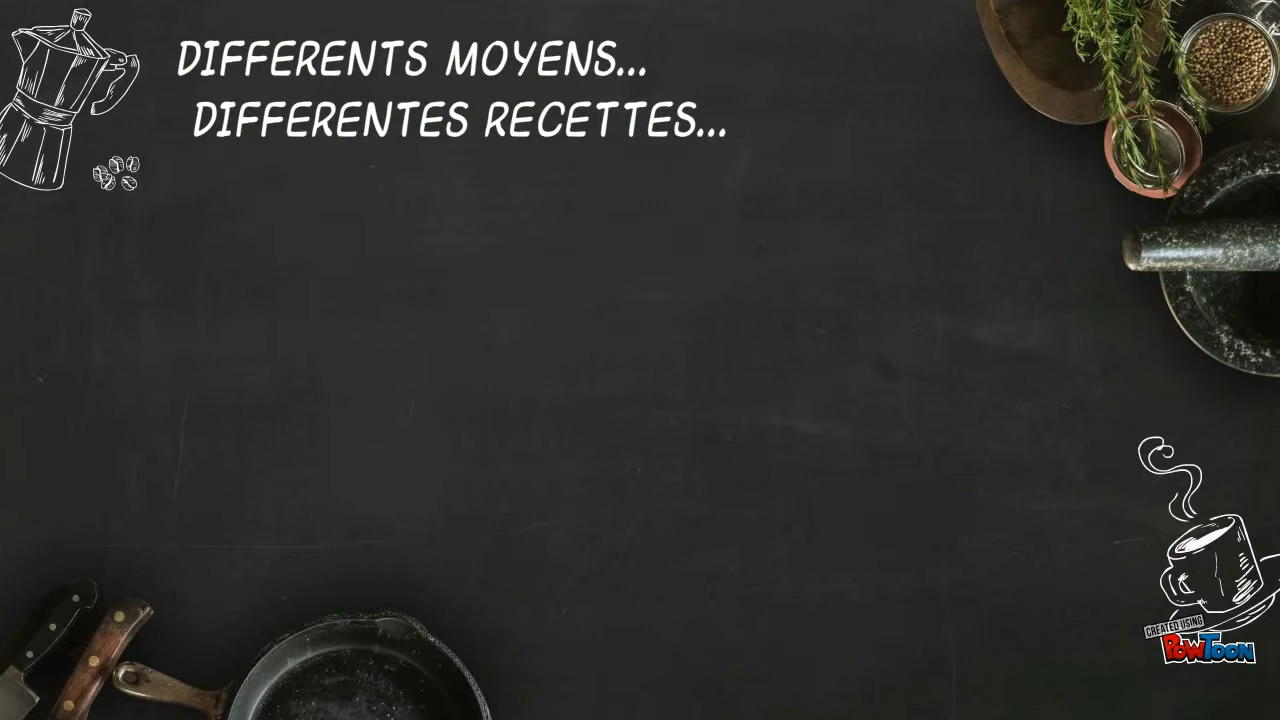 DIFFERENTS MOYENS...
DIFFERENTES RECETTES...
CREATED USING
POWTOON